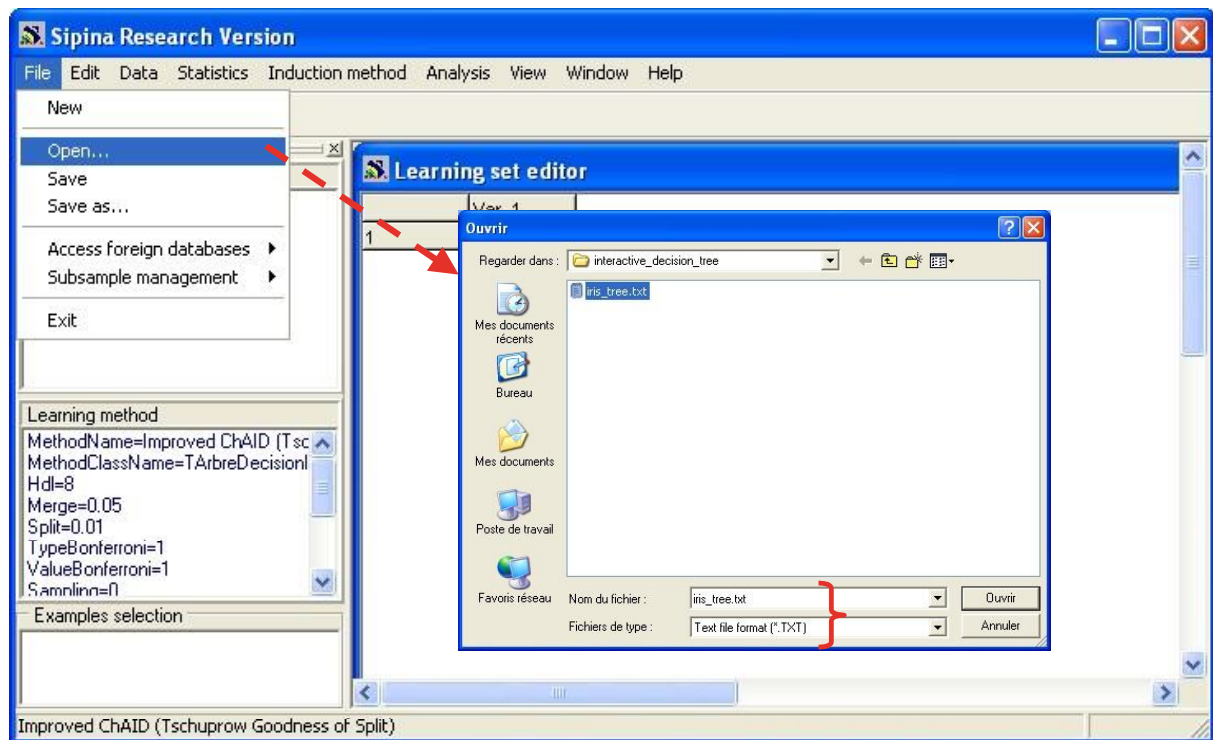 Sipina Research Version
File Edit Data Statistics Induction method Analysis View Window Help
New
Open...
Save
Save as...
Access foreign databases
Subsample management
Exit
Learning set editor
1
Ouvrir
Regarder dans : interactive_decision_tree
iris_tree.txt
Mes documents
récents
Bureau
Mes documents
Poste de travail
Favoris réseau
Nom du fichier : iris_tree.txt Ouvrir
Fichiers de type : Text file format (*.TXT) Annuler
Learning method
MethodName=Improved ChAID (Tsc
MethodClassName=TArbreDecisionI
Hdl=8
Merge=0.05
Split=0.01
TypeBonferroni=1
ValueBonferroni=1
Sampling=0
Examples selection
Improved ChAID (Tschuprow Goodness of Split)